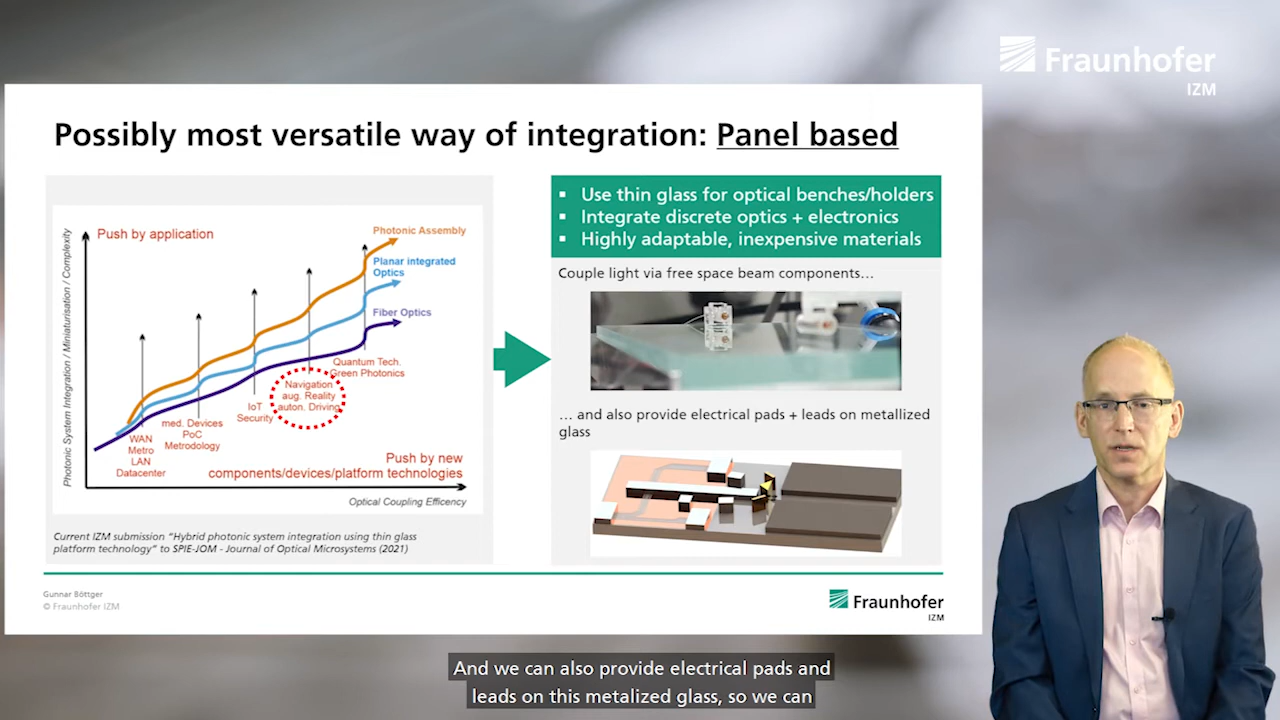 Fraunhofer
IZM
Possibly most versatile way of integration: Panel based
Photonic System Integration / Miniaturisation / Complexity
Push by application
Photonic Assembly
Planar integrated
Optics
Fiber Optics
Quantum Tech.
Green Photonics
Navigation
aug. Reality
auton. Driving
IoT
Security
med. Devices
PoC
Metrodology
WAN
Metro
LAN
Datacenter
Push by new
components/devices/platform technologies
Optical Coupling Efficency
Current IZM submission "Hybrid photonic system integration using thin glass
platform technology" to SPIE-JOM - Journal of Optical Microsystems (2021)
▪ Use thin glass for optical benches/holders
▪ Integrate discrete optics + electronics
▪ Highly adaptable, inexpensive materials
Couple light via free space beam components…
… and also provide electrical pads + leads on metallized
glass
Gunnar Böttger
© Fraunhofer IZM
Fraunhofer
IZM
And we can also provide electrical pads and
leads on this metalized glass, so we can